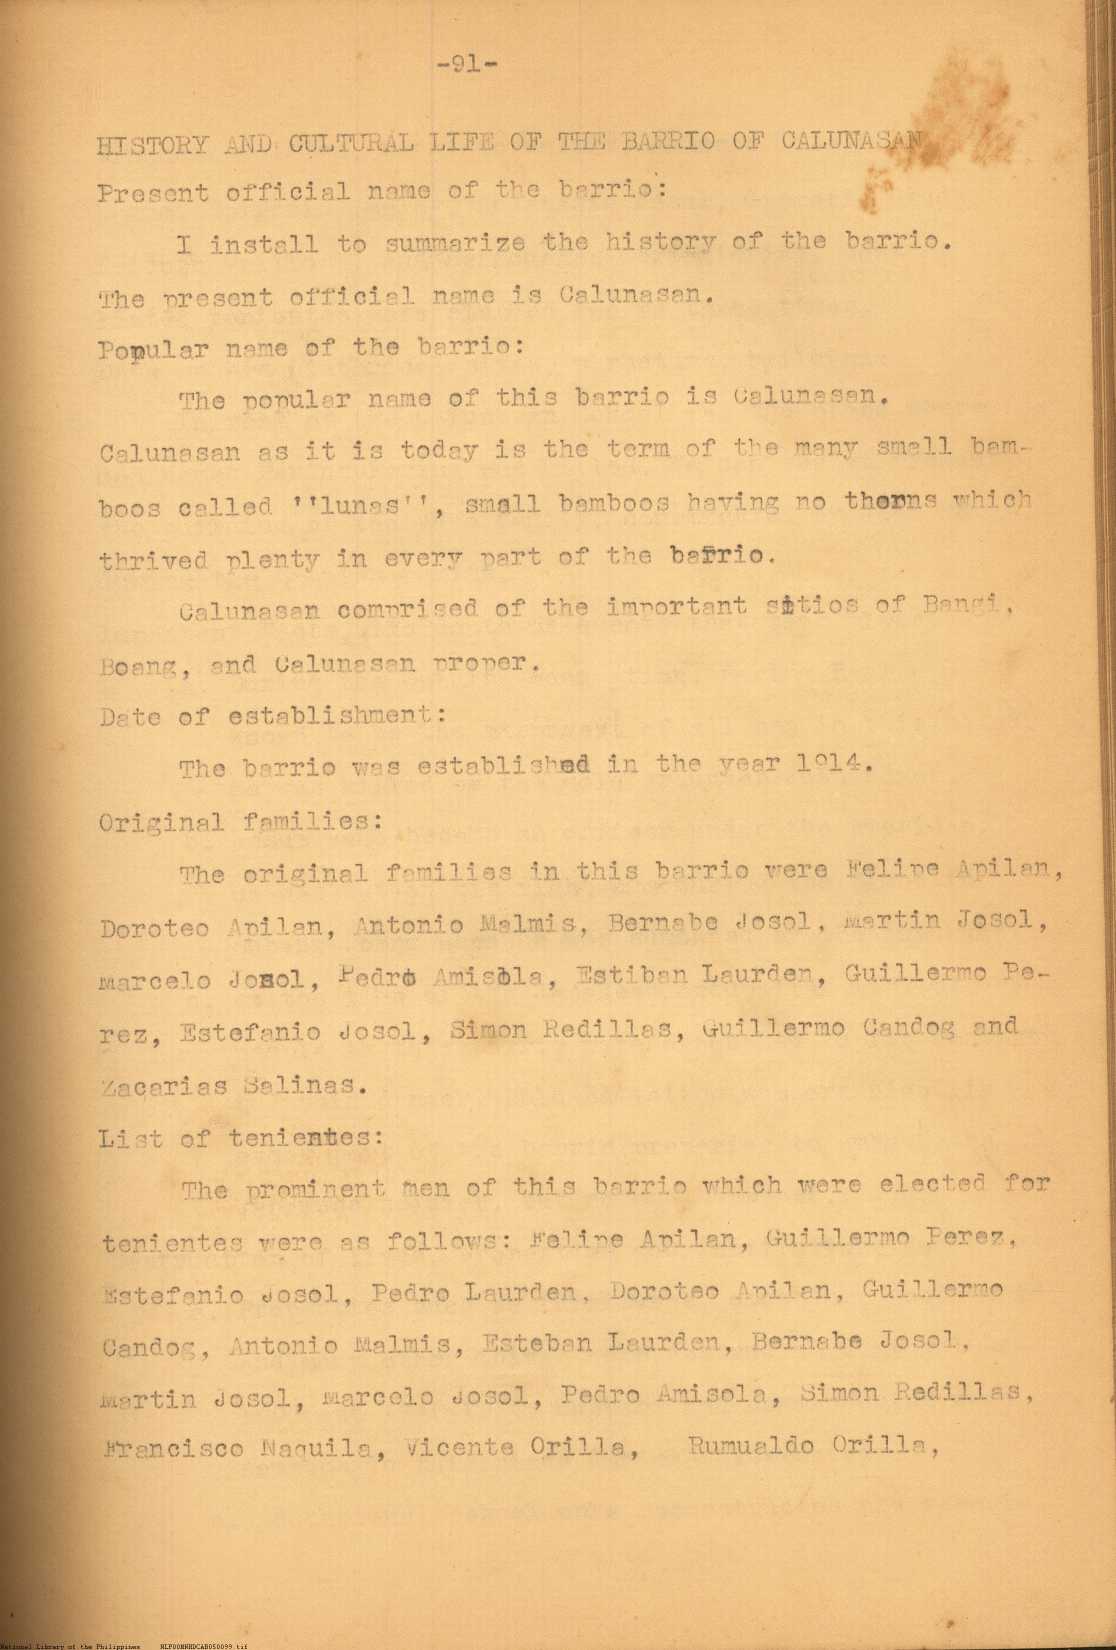 -91-
HISTORY AND CULTURAL LIFE OF THE BARRIO OF CALUNASAN
Present official name of the barrio:
I install to summarize the history of the barrio.
The present official name is Calunasan.
Popular name of the barrio:
The popular name of this barrio is Calunasan.
Calunasan as it is today is the term of the many small bam-
boos called ''lunas'', small bamboos having no thorns which
thrived plenty in every part of the barrio.
Calunasan comprised of the important sitios of Bangi,
Boang, and Calunasan proper.
Date of establishment:
The barrio was established in the year 1914.
Original families:
The original families in this barrio were Felipe Apilan,
Doroteo Apilan, Antonio Malmis, Bernabe Josol, Martin Josol,
Marcelo Josol, Pedro Amisola, Estiban Laurden, Guillermo Pe-
rez, Estefanio Josol, Simon Redillas, Guillermo Candog and
Zacarias Salinas.
List of tenientes:
The prominent men of this barrio which were elected for
tenientes were as follows: Felipe Apilan, Guillermo Perez,
Estefanio Josol, Pedro Laurden, Doroteo Apilan, Guillermo
Candog, Antonio Malmis, Esteban Laurden, Bernabe Josol,
Martin Josol, Marcelo Josol, Pedro Amisola, Simon Redillas,
Francisco Naquila, Vicente Orilla, Rumualdo Orilla,
National Library of the Philippines NLP00MNHDCAB050099.tif